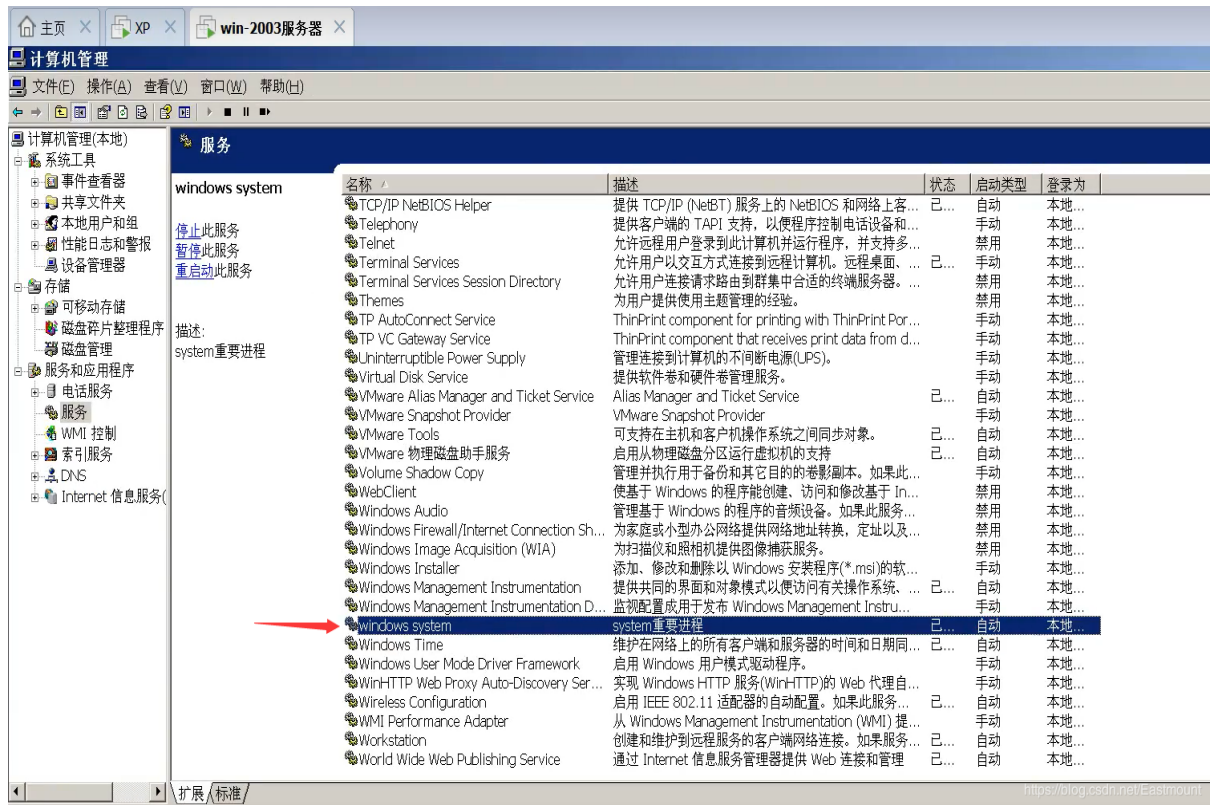 主页 XP win-2003服务器
计算机管理
文件(F) 操作(A) 查看(V) 窗口(W) 帮助(H)
计算机管理(本地)
系统工具
事件查看器
共享文件夹
本地用户和组
性能日志和警报
设备管理器
存储
可移动存储
磁盘碎片整理程序
磁盘管理
服务和应用程序
电话服务
服务
WMI 控制
索引服务
DNS
Internet 信息服务(
服务
windows system
停止此服务
暂停此服务
重启动此服务
描述:
system重要进程
名称 描述 状态 启动类型 登录为
TCP/IP NetBIOS Helper 提供 TCP/IP (NetBT) 服务上的 NetBIOS 和网络上客... 已... 自动 本地...
Telephony 提供客户端的 TAPI 支持，以便程序控制电话设备和... 手动 本地...
Telnet 允许远程用户登录到此计算机并运行程序，并支持多... 禁用 本地...
Terminal Services 允许用户以交互方式连接到远程计算机。远程桌面、... 已... 手动 本地...
Terminal Services Session Directory 允许用户连接请求路由到群集中合适的终端服务器。... 禁用 本地...
Themes 为用户提供使用主题管理的经验。 禁用 本地...
TP AutoConnect Service ThinPrint component for printing with ThinPrint Por... 手动 本地...
TP VC Gateway Service ThinPrint component that receives print data from d... 手动 本地...
Uninterruptible Power Supply 管理连接到计算机的不间断电源(UPS)。 手动 本地...
Virtual Disk Service 提供软件卷和硬件卷管理服务。 手动 本地...
VMware Alias Manager and Ticket Service Alias Manager and Ticket Service 已... 自动 本地...
VMware Snapshot Provider VMware Snapshot Provider 手动 本地...
VMware Tools 可支持在主机和客户机操作系统之间同步对象。 已... 自动 本地...
VMware 物理磁盘助手服务 启用从物理磁盘分区运行虚拟机的支持 已... 自动 本地...
Volume Shadow Copy 管理并执行用于备份和其它目的的卷影副本。如果此... 手动 本地...
WebClient 使基于 Windows 的程序能创建、访问和修改基于 In... 禁用 本地...
Windows Audio 管理基于 Windows 的程序的音频设备。如果此服务... 禁用 本地...
Windows Firewall/Internet Connection Sh... 为家庭或小型办公网络提供网络地址转换，定址以及... 禁用 本地...
Windows Image Acquisition (WIA) 为扫描仪和照相机提供图像捕获服务。 禁用 本地...
Windows Installer 添加、修改和删除以 Windows 安装程序(*.msi)的软... 手动 本地...
Windows Management Instrumentation 提供共同的界面和对象模式以便访问有关操作系统、... 已... 自动 本地...
Windows Management Instrumentation D... 监视配置成用于发布 Windows Management Instru... 手动 本地...
windows system system重要进程 已... 自动 本地...
Windows Time 维护在网络上的所有客户端和服务器的时间和日期同... 已... 自动 本地...
Windows User Mode Driver Framework 启用 Windows 用户模式驱动程序。 手动 本地...
WinHTTP Web Proxy Auto-Discovery Ser... 实现 Windows HTTP 服务(WinHTTP)的 Web 代理自... 手动 本地...
Wireless Configuration 启用 IEEE 802.11 适配器的自动配置。如果此服务... 已... 自动 本地...
WMI Performance Adapter 从 Windows Management Instrumentation (WMI) 提... 手动 本地...
Workstation 创建和维护到远程服务的客户端网络连接。如果服务... 已... 自动 本地...
World Wide Web Publishing Service 通过 Internet 信息服务管理器提供 Web 连接和管理 已... 自动 本地...
扩展 标准
https://blog.csdn.net/Eastmount